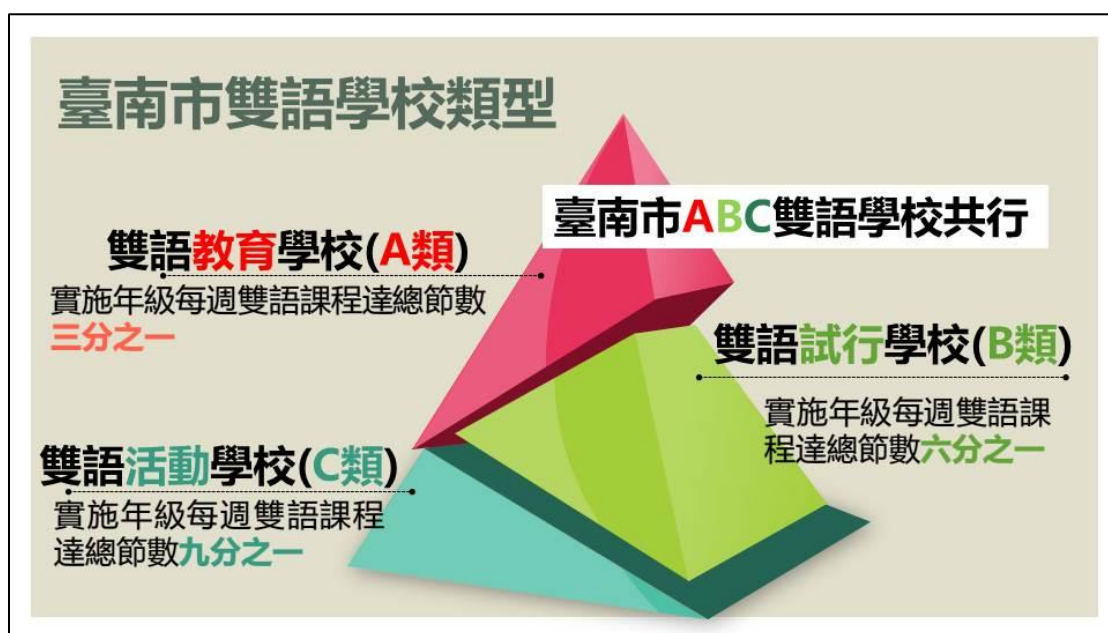 臺南市雙語學校類型
臺南市ABC雙語學校共行
雙語教育學校(A類)
實施年級每週雙語課程達總節數
三分之一
雙語試行學校(B類)
實施年級每週雙語課
程達總節數六分之一
雙語活動學校(C類)
實施年級每週雙語課程
達總節數九分之一